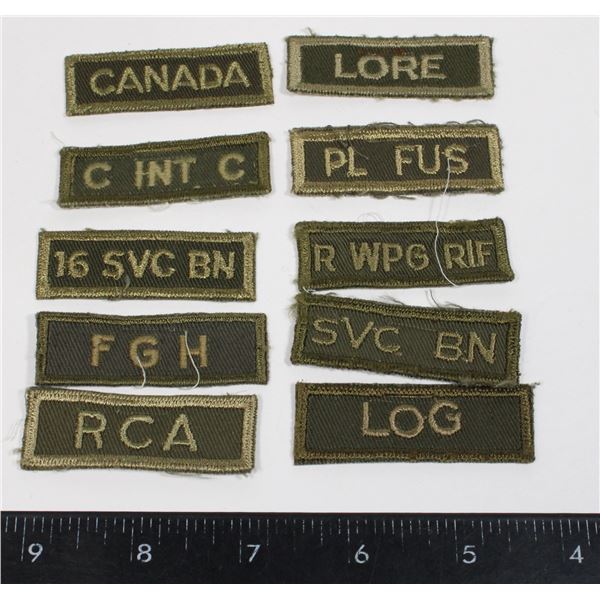 CANADA
LORE
C INT C
PL FUS
16 SVC BN
R WPG RIF
FGH
SVC BN
RCA
LOG
9 8 7 6 5 4